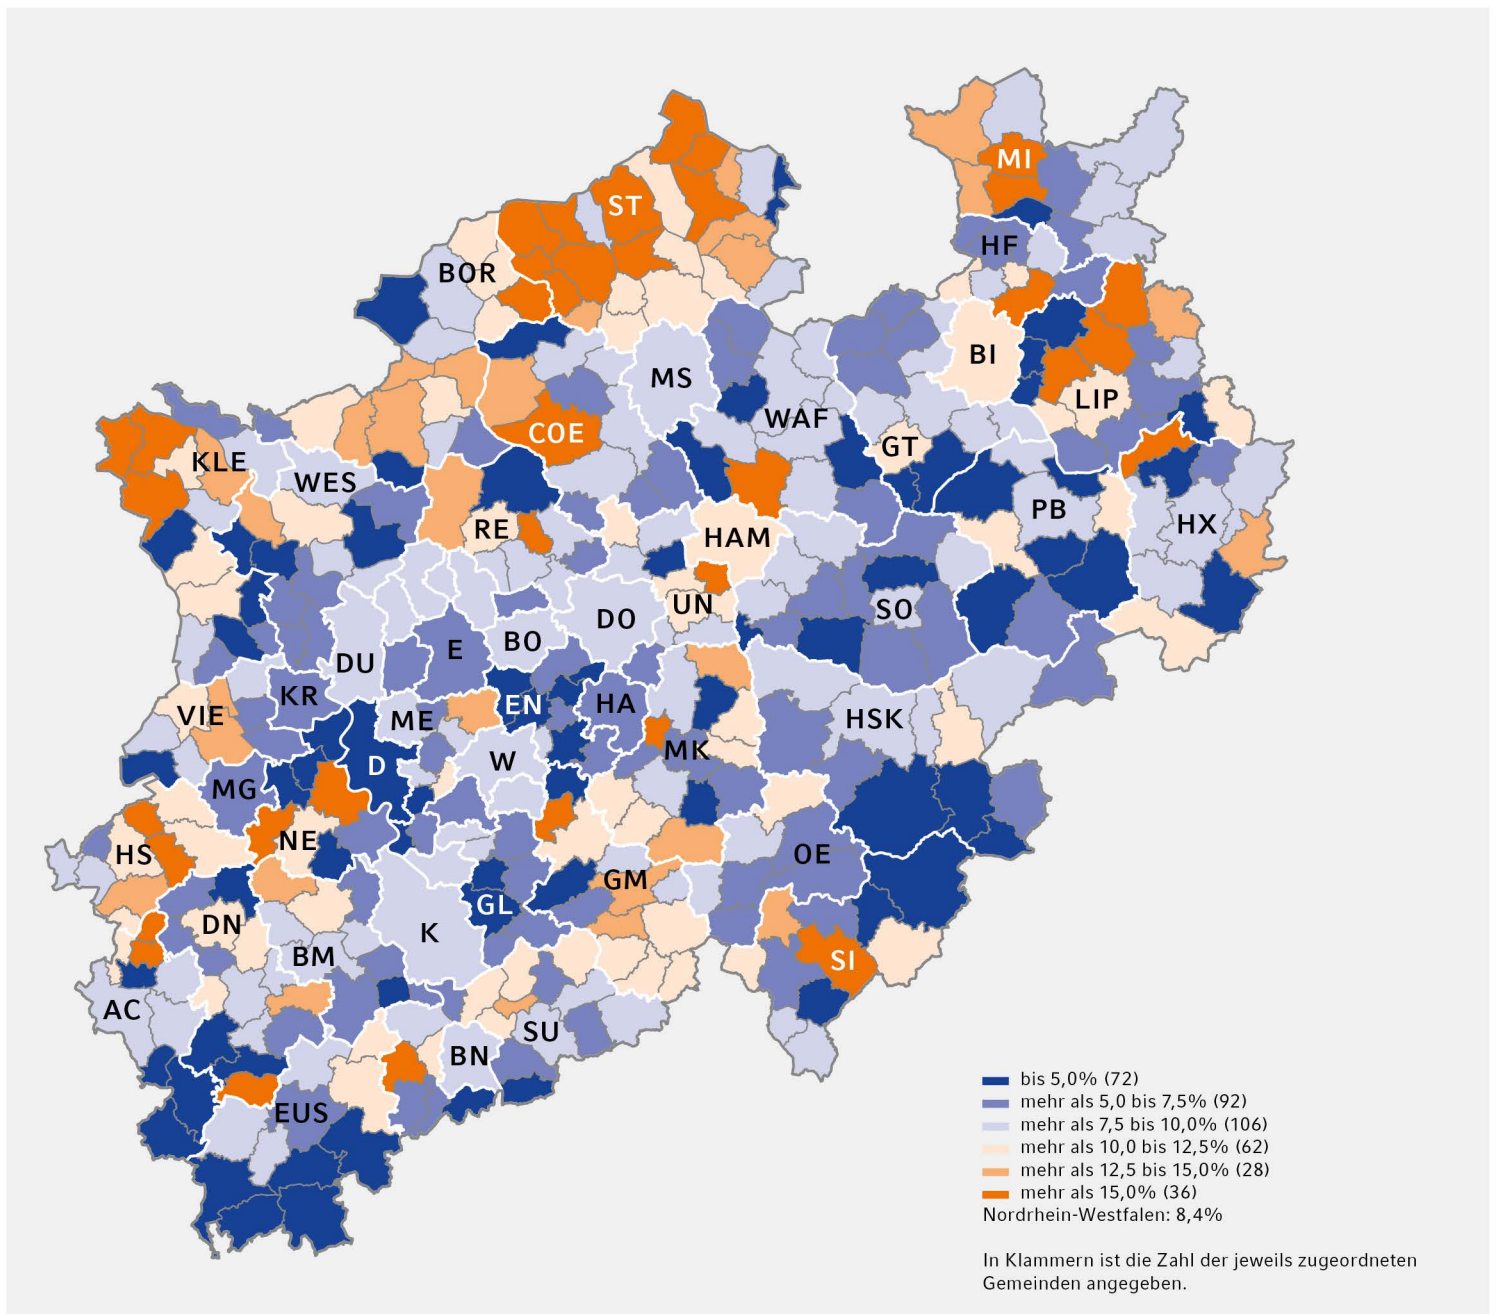 MI
ST
HF
BOR
BI
MS
LIP
WAF
COE
GT
KLE
WES
PB
HX
RE
HAM
UN
SO
DO
BO
E
DU
KR
EN
HA
VIE
ME
HSK
MK
W
D
MG
NE
HS
OE
GM
GL
DN
K
BM
SI
AC
SU
BN
EUS
bis 5,0% (72)
mehr als 5,0 bis 7,5% (92)
mehr als 7,5 bis 10,0% (106)
mehr als 10,0 bis 12,5% (62)
mehr als 12,5 bis 15,0% (28)
mehr als 15,0% (36)
Nordrhein-Westfalen: 8,4%
In Klammern ist die Zahl der jeweils zugeordneten
Gemeinden angegeben.